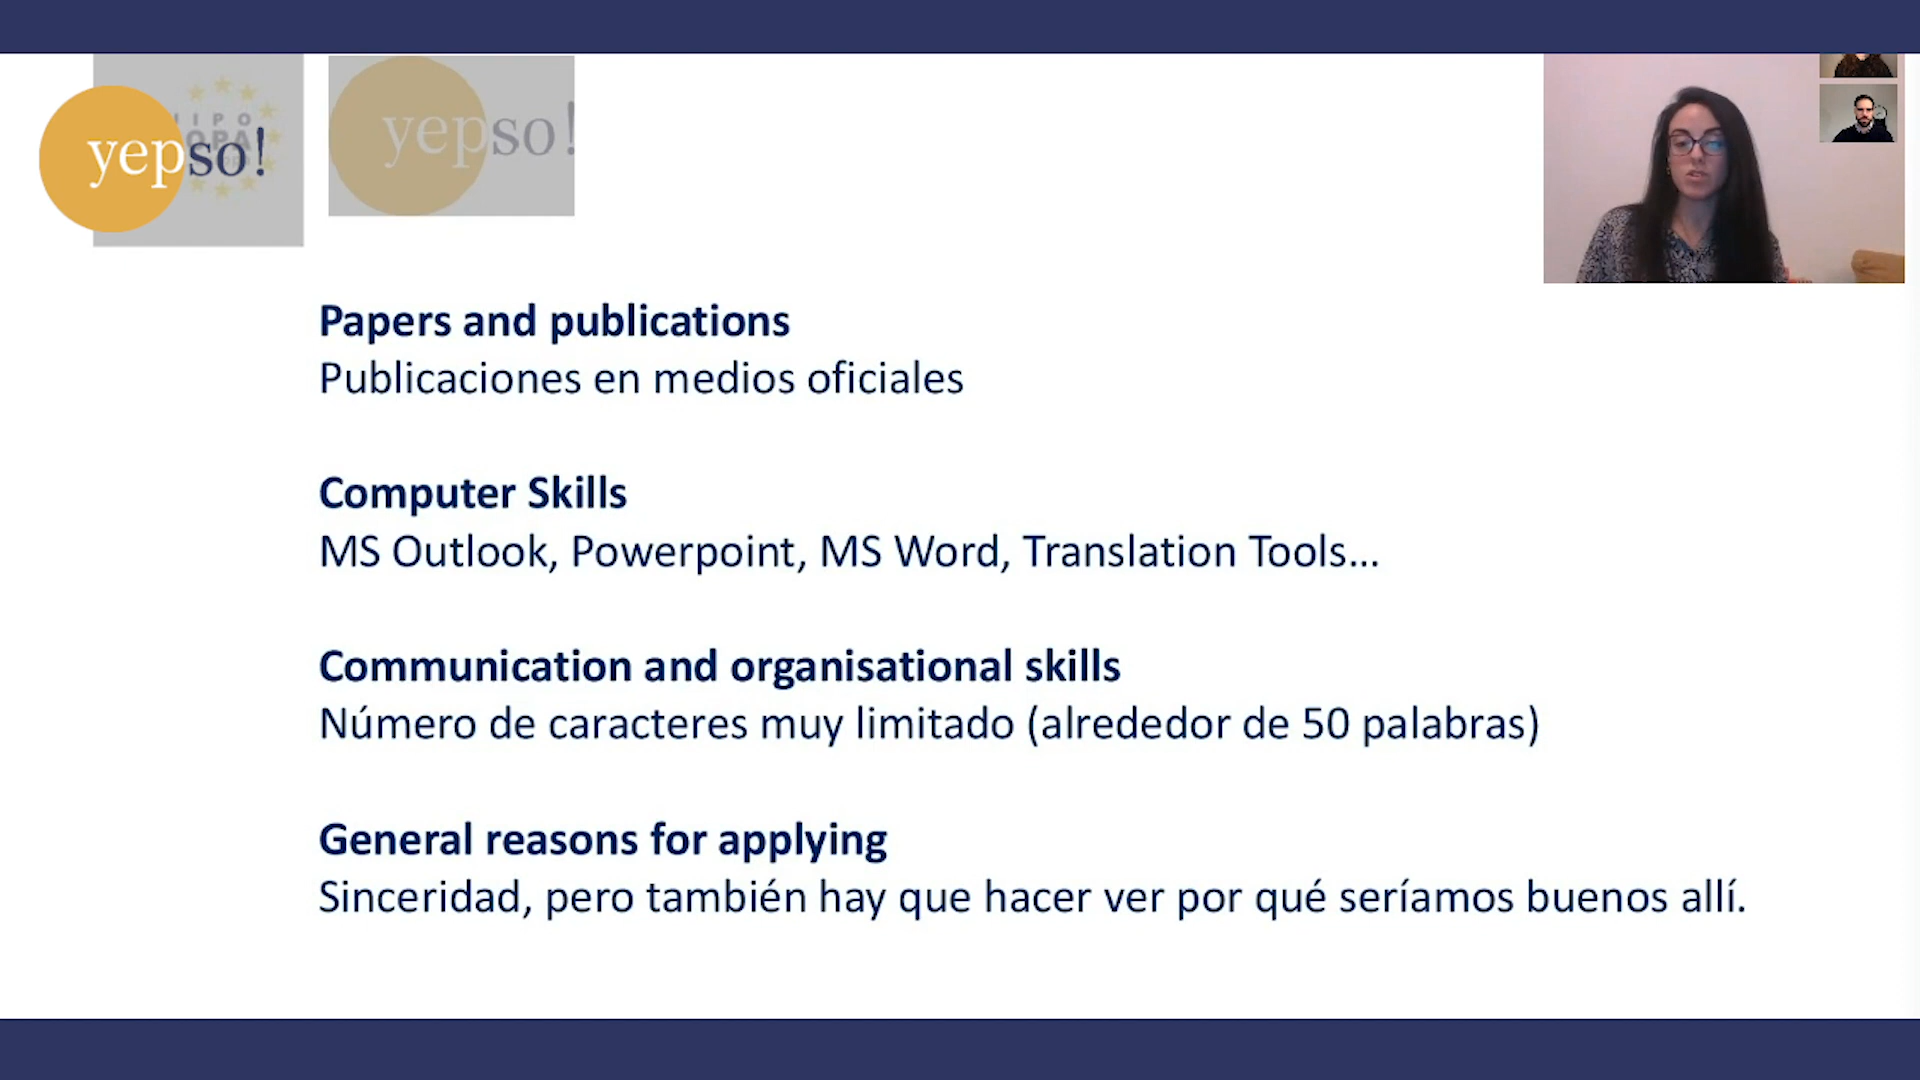 yepso!
IPO
OPA
yepso!
Papers and publications
Publicaciones en medios oficiales
Computer Skills
MS Outlook, Powerpoint, MS Word, Translation Tools...
Communication and organisational skills
Número de caracteres muy limitado (alrededor de 50 palabras)
General reasons for applying
Sinceridad, pero también hay que hacer ver por qué seríamos buenos allí.